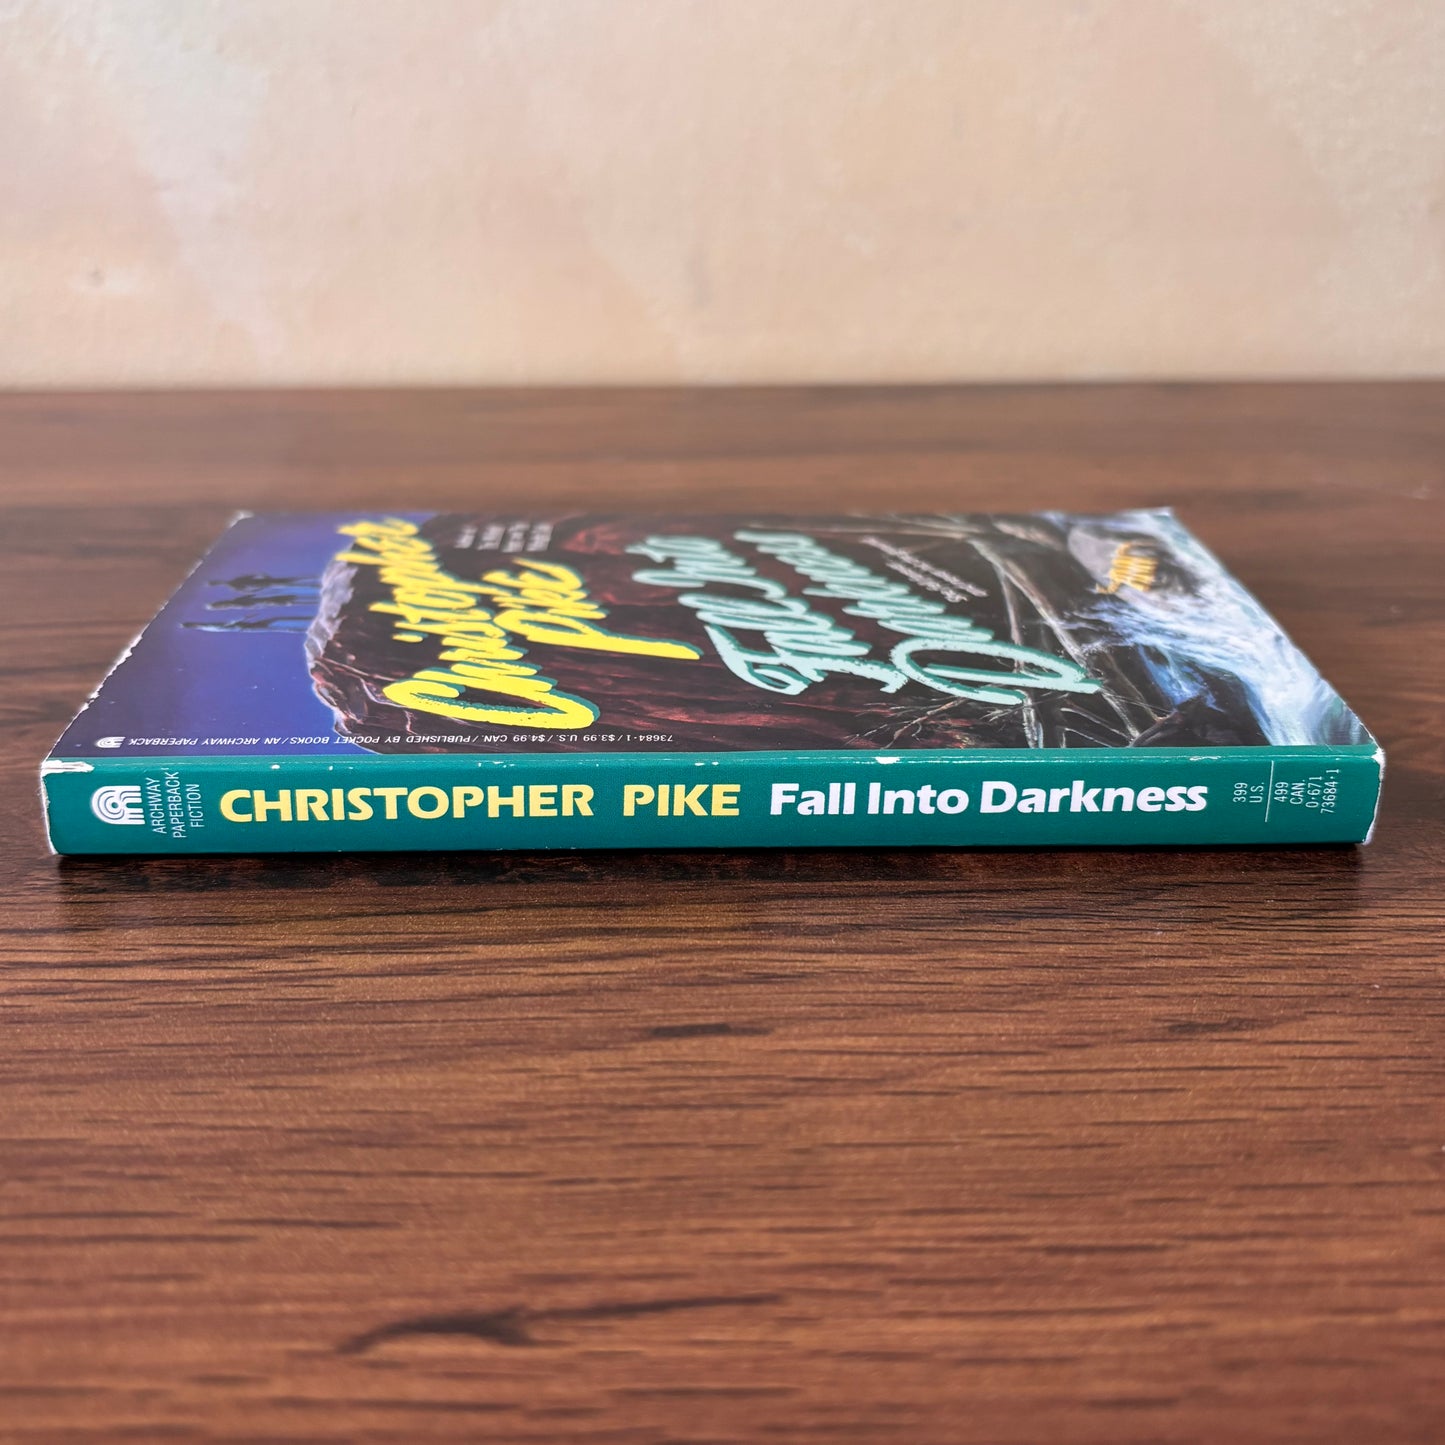 Christopher
Pike
Fall Into
Darkness
73684-1/$3.99 U.S./$4.99 CAN./PUBLISHED BY POCKET BOOKS/AN ARCHWAY PAPERBACK
ARCHWAY
PAPERBACK
FICTION
CHRISTOPHER PIKE Fall Into Darkness
399
U.S.
499
CAN.
0-671
73684-1